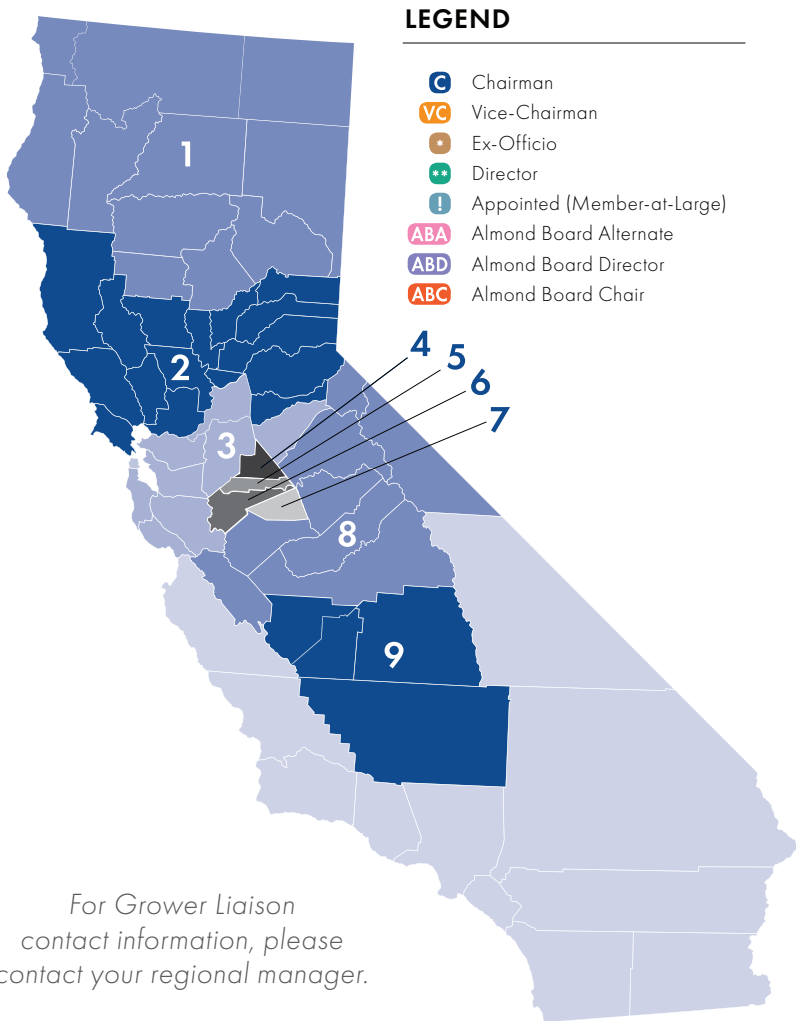 LEGEND
C Chairman
VC Vice-Chairman
* Ex-Officio
** Director
! Appointed (Member-at-Large)
ABA Almond Board Alternate
ABD Almond Board Director
ABC Almond Board Chair
1
2
3
4
5
6
7
8
9
For Grower Liaison
contact information, please
contact your regional manager.